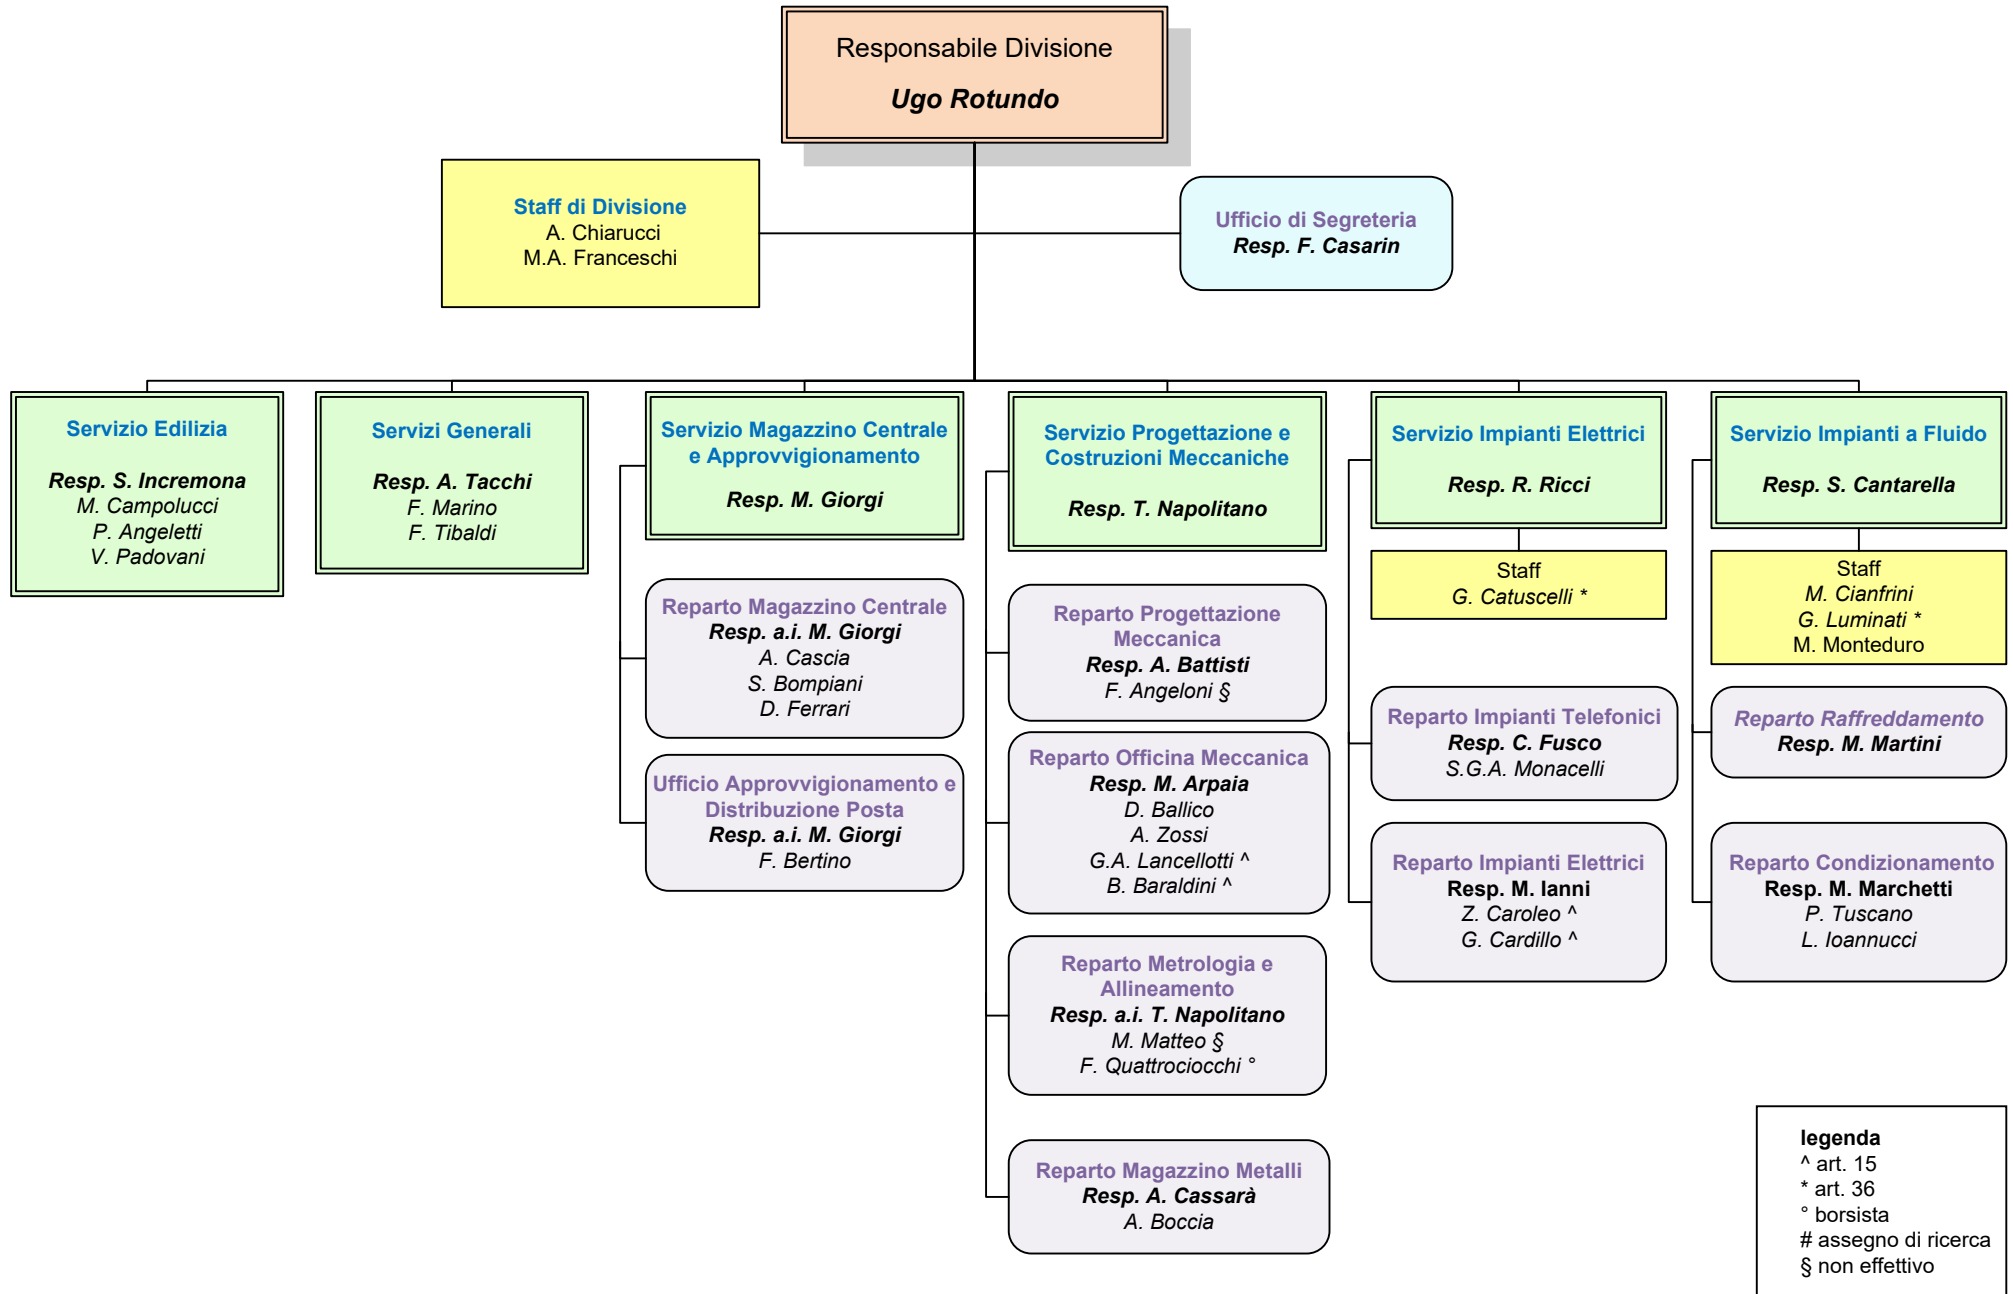 Responsabile Divisione
Ugo Rotundo
Staff di Divisione
A. Chiarucci
M.A. Franceschi
Ufficio di Segreteria
Resp. F. Casarin
Servizio Edilizia
Resp. S. Incremona
M. Campolucci
P. Angeletti
V. Padovani
Servizi Generali
Resp. A. Tacchi
F. Marino
F. Tibaldi
Servizio Magazzino Centrale
e Approvvigionamento
Resp. M. Giorgi
Reparto Magazzino Centrale
Resp. a.i. M. Giorgi
A. Cascia
S. Bompiani
D. Ferrari
Ufficio Approvvigionamento e
Distribuzione Posta
Resp. a.i. M. Giorgi
F. Bertino
Servizio Progettazione e
Costruzioni Meccaniche
Resp. T. Napolitano
Reparto Progettazione
Meccanica
Resp. A. Battisti
F. Angeloni §
Reparto Officina Meccanica
Resp. M. Arpaia
D. Ballico
A. Zossi
G.A. Lancellotti ^
B. Baraldini ^
Reparto Metrologia e
Allineamento
Resp. a.i. T. Napolitano
M. Matteo §
F. Quattrociocchi °
Reparto Magazzino Metalli
Resp. A. Cassarà
A. Boccia
Servizio Impianti Elettrici
Resp. R. Ricci
Staff
G. Catuscelli *
Reparto Impianti Telefonici
Resp. C. Fusco
S.G.A. Monacelli
Reparto Impianti Elettrici
Resp. M. Ianni
Z. Caroleo ^
G. Cardillo ^
Servizio Impianti a Fluido
Resp. S. Cantarella
Staff
M. Cianfrini
G. Luminati *
M. Monteduro
Reparto Raffreddamento
Resp. M. Martini
Reparto Condizionamento
Resp. M. Marchetti
P. Tuscano
L. Ioannucci
legenda
^ art. 15
* art. 36
° borsista
# assegno di ricerca
§ non effettivo